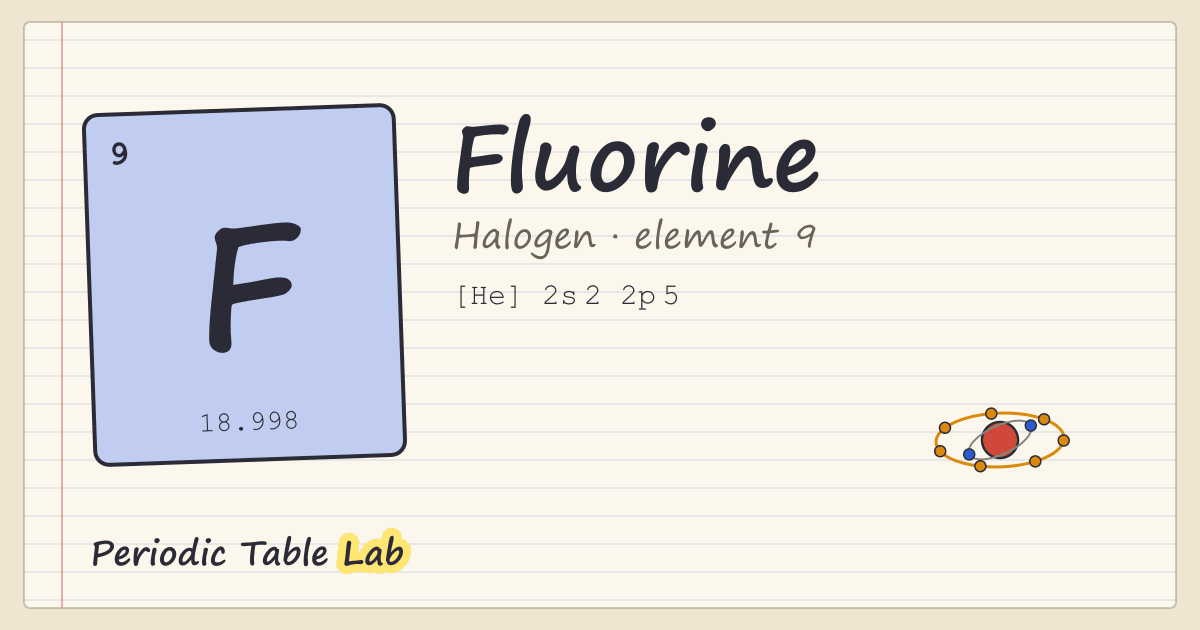 9
F
18.998
Fluorine
Halogen · element 9
[He] 2s2 2p5
Periodic Table Lab